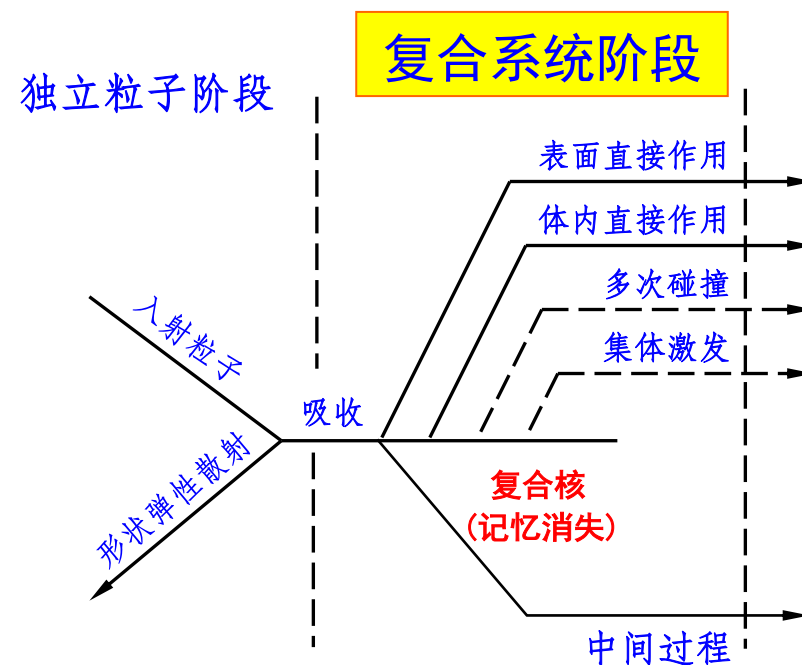 复合系统阶段
独立粒子阶段
表面直接作用
体内直接作用
多次碰撞
集体激发
入射粒子
吸收
形状弹性散射
复合核
(记忆消失)
中间过程